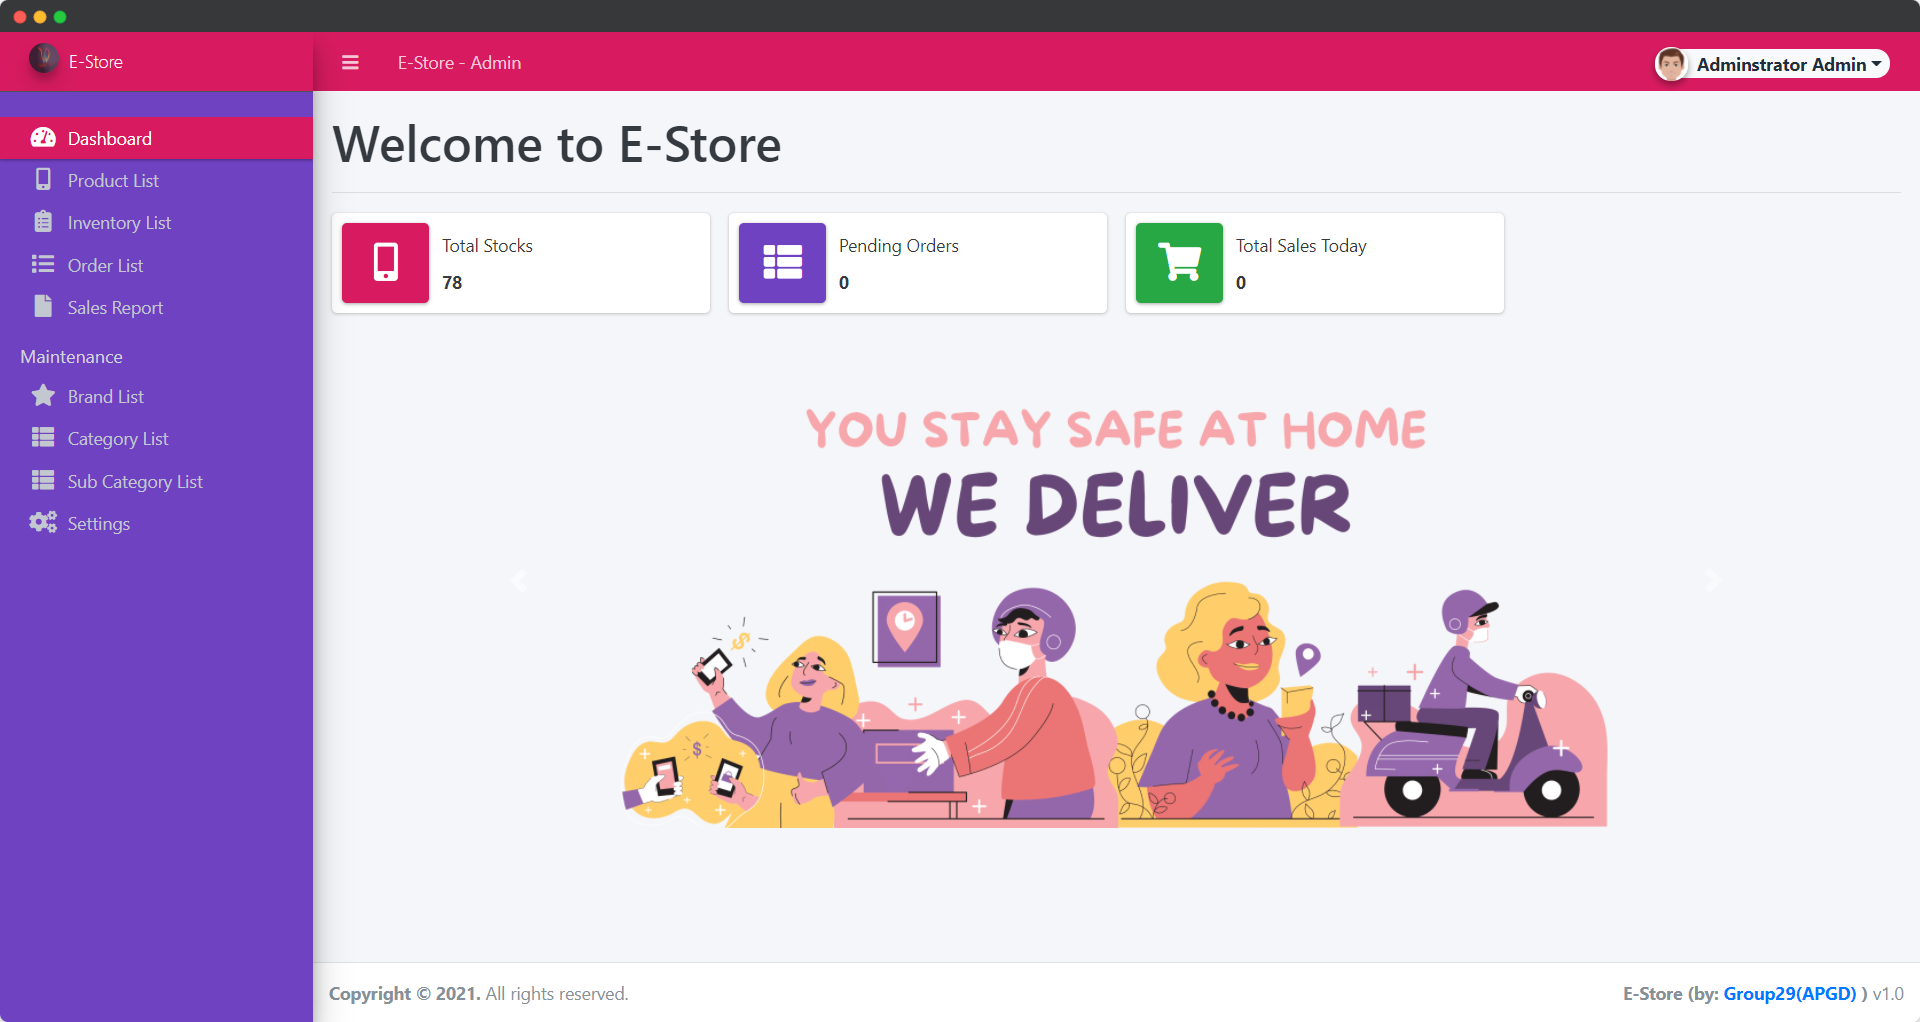 E-Store
E-Store - Admin
Adminstrator Admin
Dashboard
Product List
Inventory List
Order List
Sales Report
Maintenance
Brand List
Category List
Sub Category List
Settings
Welcome to E-Store
Total Stocks
78
Pending Orders
0
Total Sales Today
0
YOU STAY SAFE AT HOME
WE DELIVER
$
$
Copyright © 2021. All rights reserved.
E-Store (by: Group29(APGD) ) v1.0